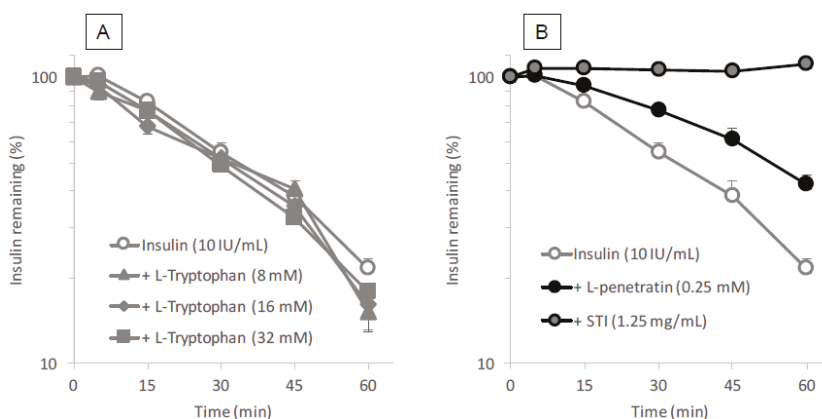 A
Insulin remaining (%)
100
10
Insulin (10 IU/mL)
+ L-Tryptophan (8 mM)
+ L-Tryptophan (16 mM)
+ L-Tryptophan (32 mM)
0 15 30 45 60
Time (min)
B
Insulin remaining (%)
100
10
Insulin (10 IU/mL)
+ L-penetratin (0.25 mM)
+ STI (1.25 mg/mL)
0 15 30 45 60
Time (min)